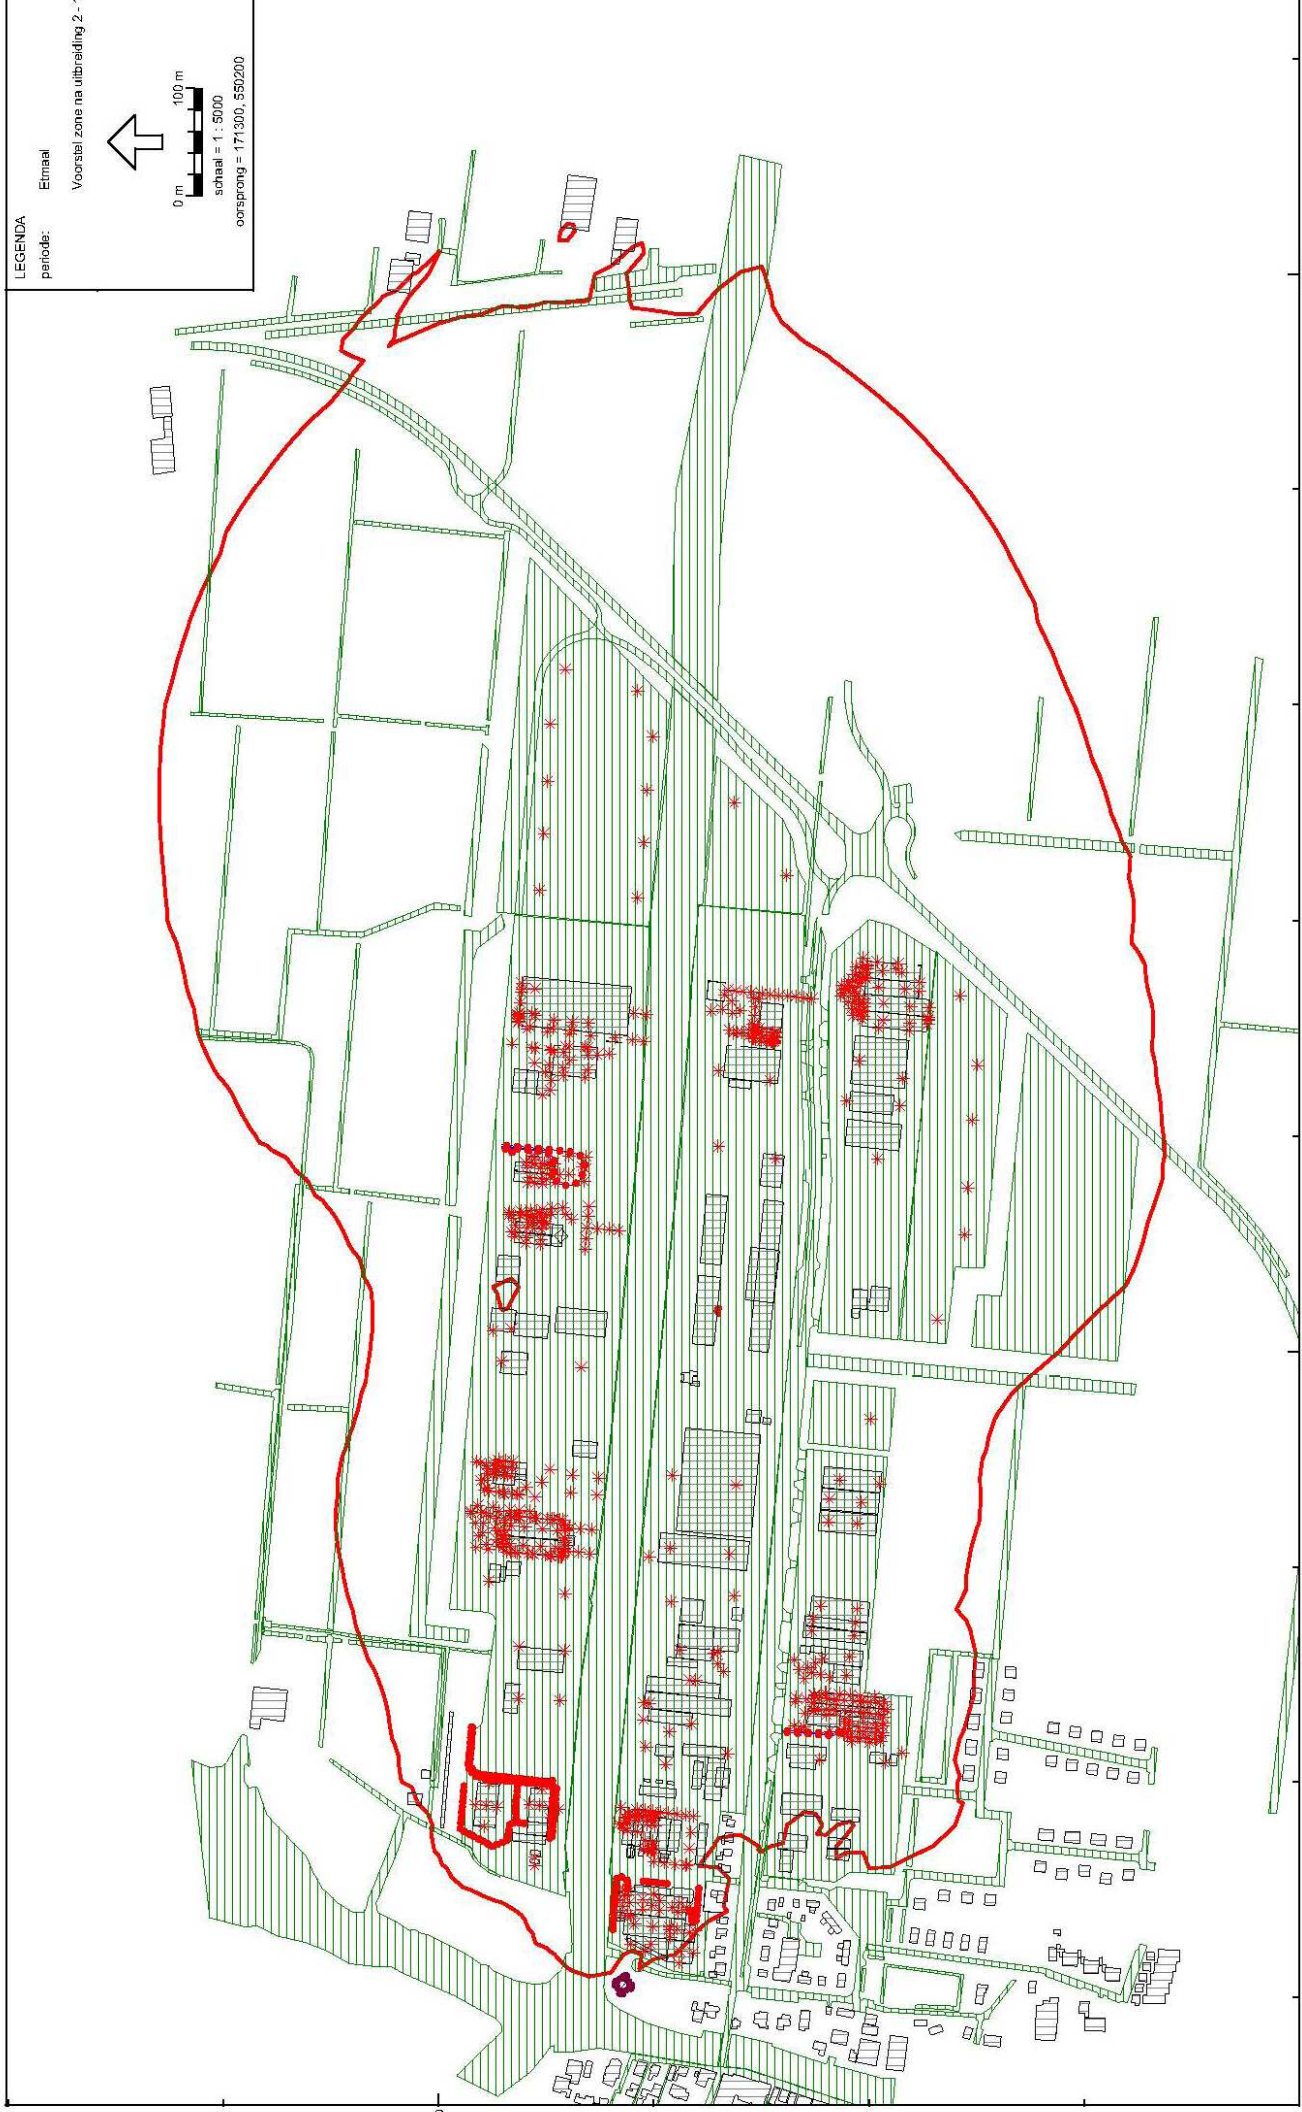 LEGENDA
periode: Etmaal
Voorstel zone na uitbreiding 2 -
0 m 100 m
schaal = 1 : 5000
oorsprong = 171300, 550200